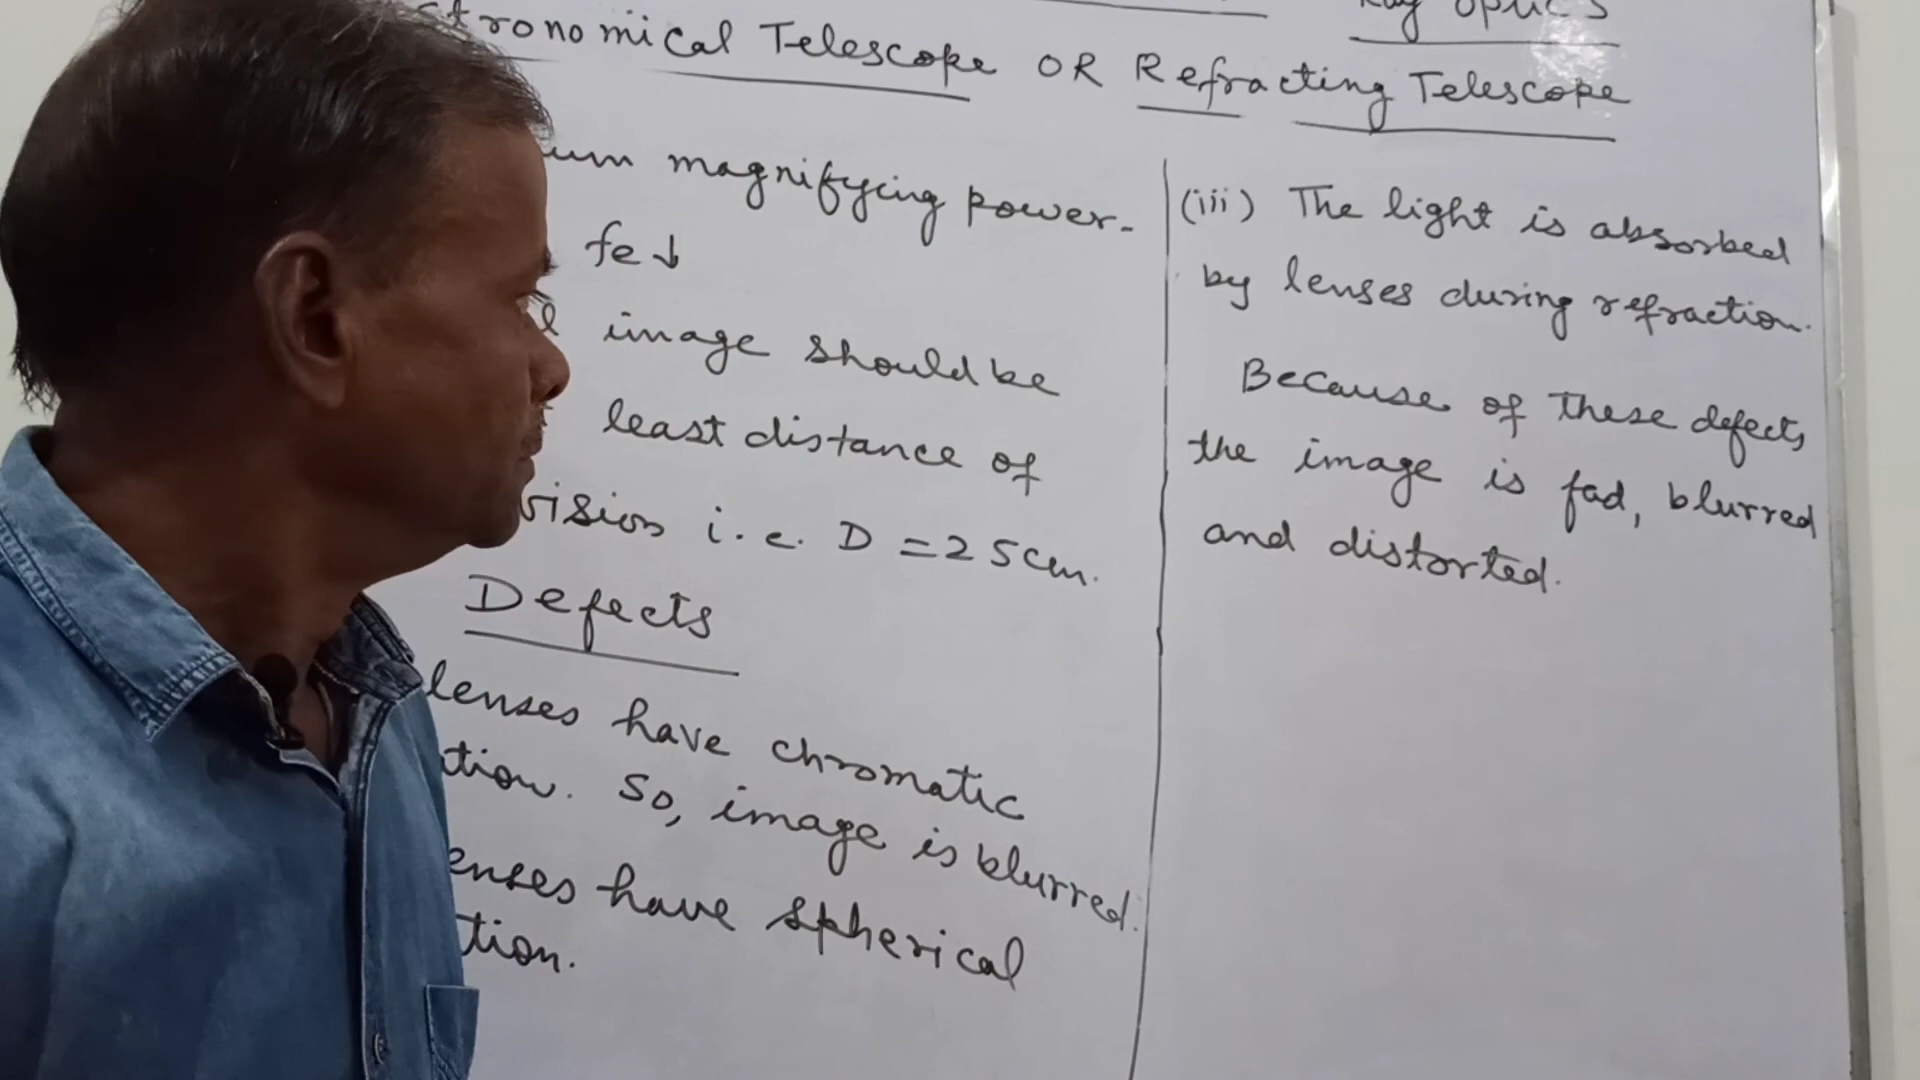 Ray Optics
tronomical Telescope OR Refracting Telescope
um magnifying power.
fe↓
l image should be
least distance of
vision i.e. D = 25cm.
Defects
lenses have chromatic
tion. So, image is blurred.
enses have spherical
tion.
(iii) The light is absorbed
by lenses during refraction.
Because of these defects
the image is fad, blurred
and distorted.